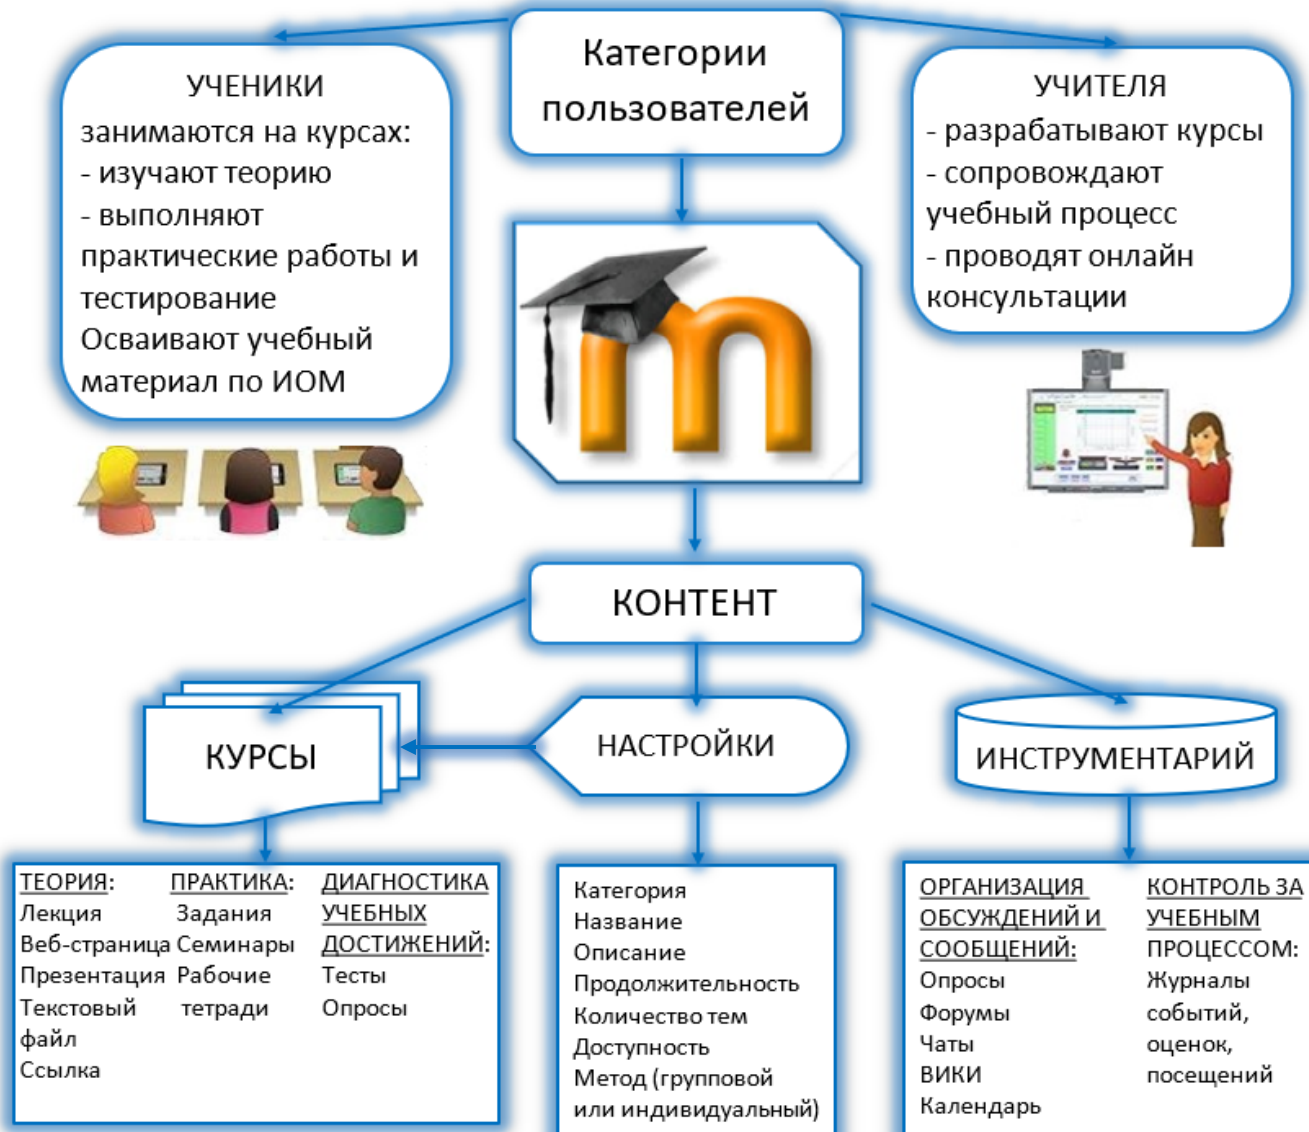 Категории
пользователей
УЧЕНИКИ
занимаются на курсах:
- изучают теорию
- выполняют
практические работы и
тестирование
Осваивают учебный
материал по ИОМ
УЧИТЕЛЯ
- разрабатывают курсы
- сопровождают
учебный процесс
- проводят онлайн
консультации
m
КОНТЕНТ
КУРСЫ
НАСТРОЙКИ
ИНСТРУМЕНТАРИЙ
ТЕОРИЯ:
Лекция
Веб-страница
Презентация
Текстовый
файл
Ссылка
ПРАКТИКА:
Задания
Семинары
Рабочие
тетради
ДИАГНОСТИКА
УЧЕБНЫХ
ДОСТИЖЕНИЙ:
Тесты
Опросы
Категория
Название
Описание
Продолжительность
Количество тем
Доступность
Метод (групповой
или индивидуальный)
ОРГАНИЗАЦИЯ
ОБСУЖДЕНИЙ И
СООБЩЕНИЙ:
Опросы
Форумы
Чаты
ВИКИ
Календарь
КОНТРОЛЬ ЗА
УЧЕБНЫМ
ПРОЦЕССОМ:
Журналы
событий,
оценок,
посещений